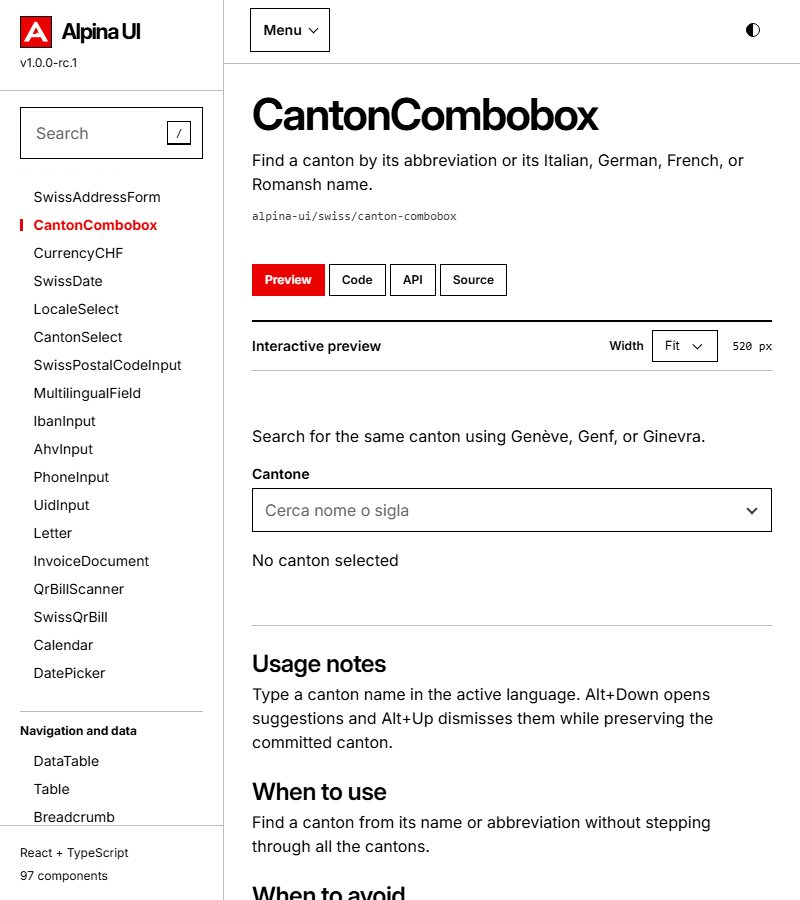 Alpina UI
v1.0.0-rc.1
Search
/
SwissAddressForm
CantonCombobox
CurrencyCHF
SwissDate
LocaleSelect
CantonSelect
SwissPostalCodeInput
MultilingualField
IbanInput
AhvInput
PhoneInput
UidInput
Letter
InvoiceDocument
QrBillScanner
SwissQrBill
Calendar
DatePicker
Navigation and data
DataTable
Table
Breadcrumb
React + TypeScript
97 components
Menu
CantonCombobox
Find a canton by its abbreviation or its Italian, German, French, or
Romansh name.
alpina-ui/swiss/canton-combobox
Preview
Code
API
Source
Interactive preview
Width
Fit
520 px
Search for the same canton using Genève, Genf, or Ginevra.
Cantone
Cerca nome o sigla
No canton selected
Usage notes
Type a canton name in the active language. Alt+Down opens
suggestions and Alt+Up dismisses them while preserving the
committed canton.
When to use
Find a canton from its name or abbreviation without stepping
through all the cantons.
When to avoid